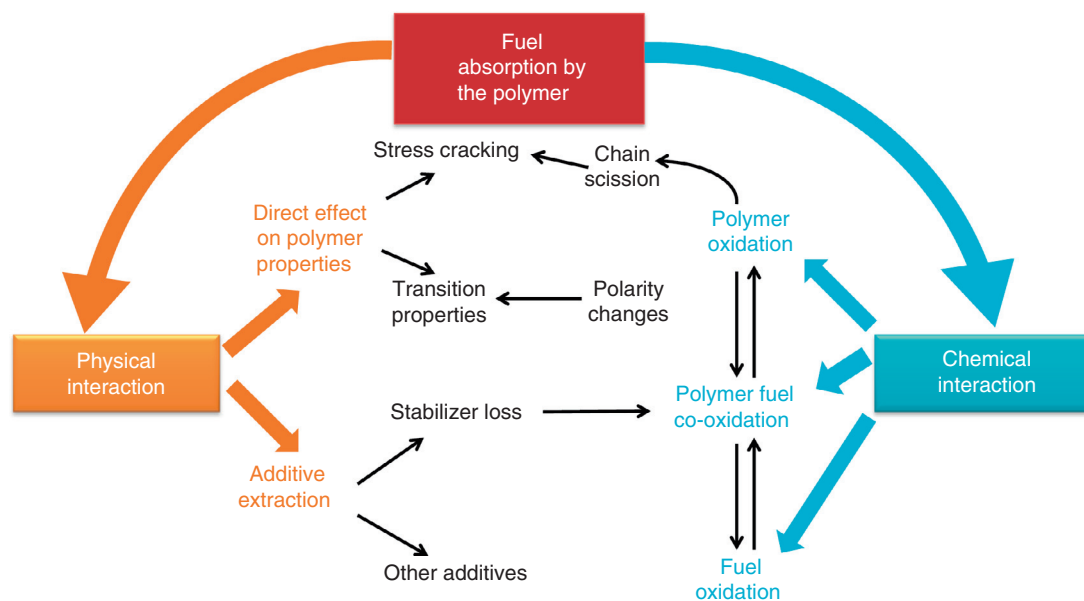 Fuel
absorption by
the polymer
Stress cracking
Chain
scission
Direct effect
on polymer
properties
Polymer
oxidation
Transition
properties
Polarity
changes
Physical
interaction
Chemical
interaction
Stabilizer loss
Polymer fuel
co-oxidation
Additive
extraction
Other additives
Fuel
oxidation